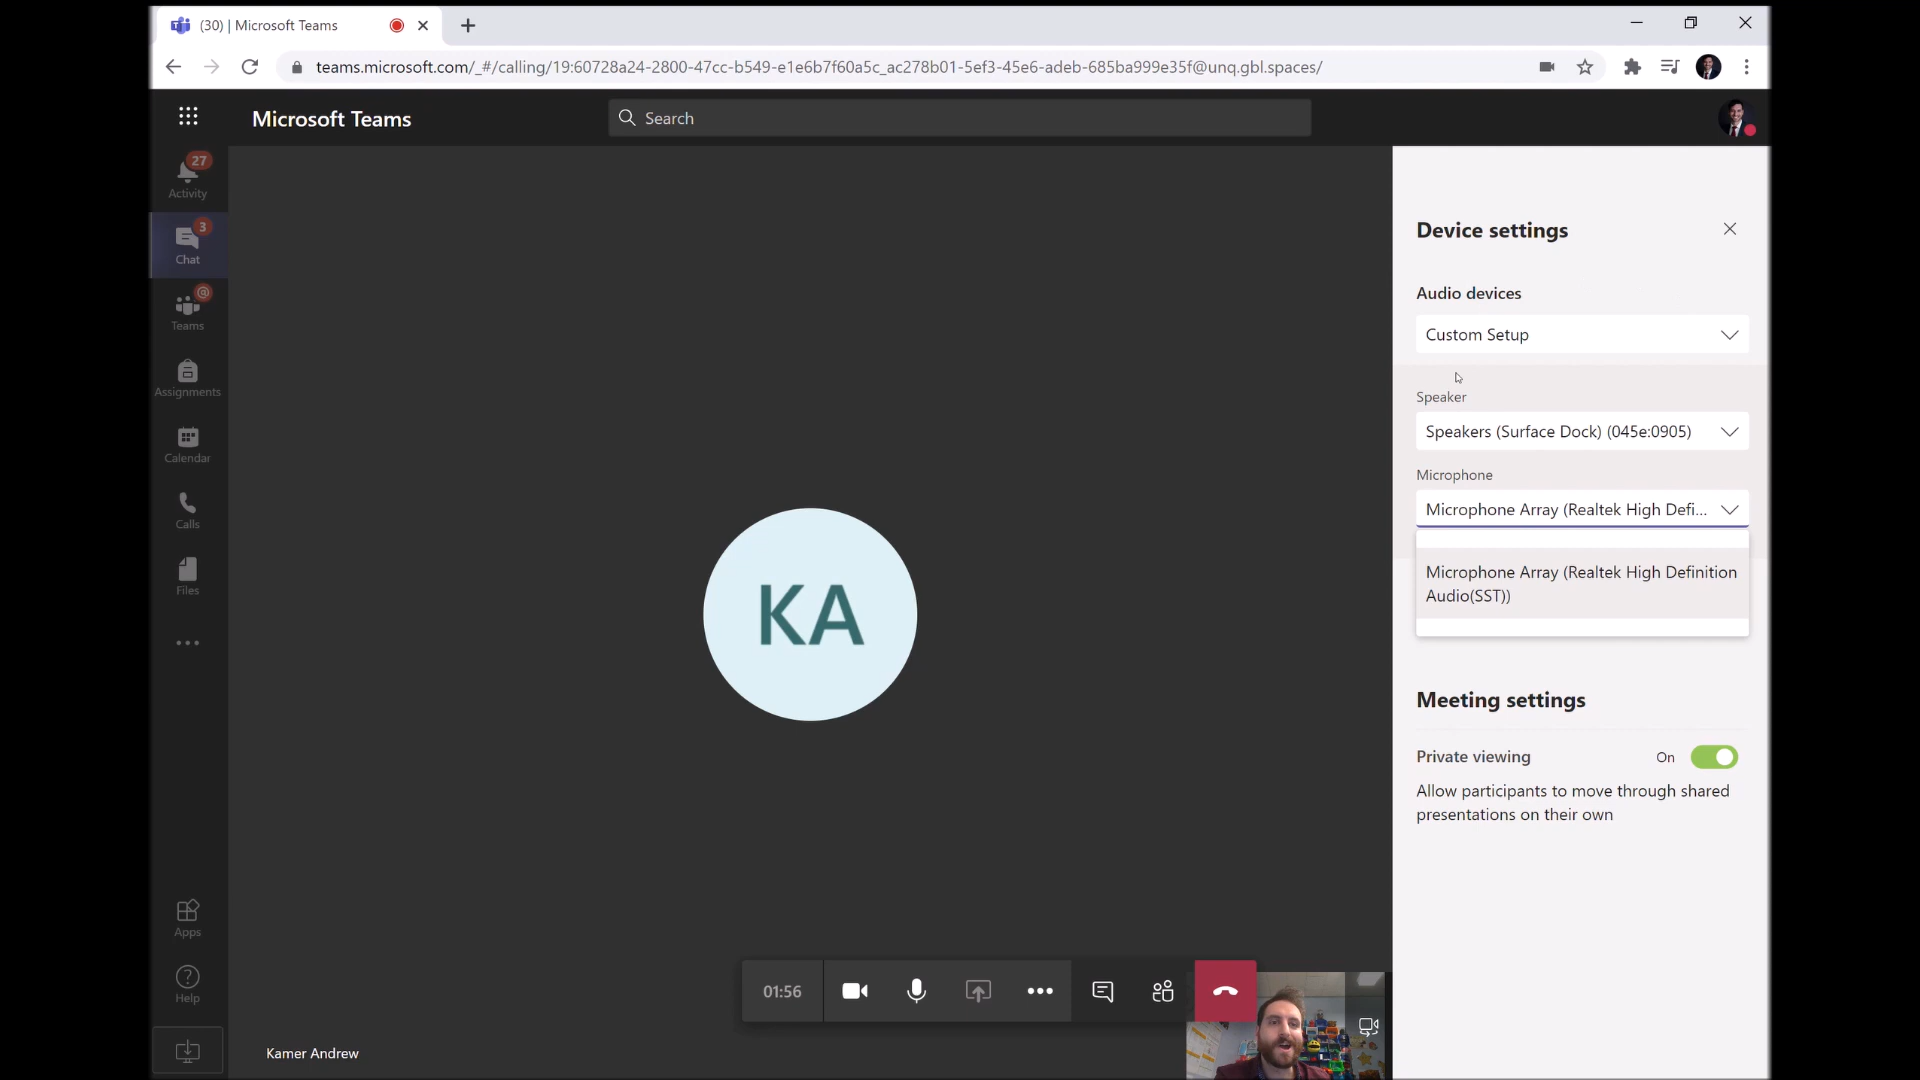 (30) | Microsoft Teams
teams.microsoft.com/_#/calling/19:60728a24-2800-47cc-b549-e1e6b7f60a5c_ac278b01-5ef3-45e6-adeb-685ba999e35f@unq.gbl.spaces/
Microsoft Teams
Search
27
Activity
3
Chat
@
Teams
Assignments
Calendar
Calls
Files
Apps
Help
KA
Kamer Andrew
01:56
Device settings
Audio devices
Custom Setup
Speaker
Speakers (Surface Dock) (045e:0905)
Microphone
Microphone Array (Realtek High Defi...
Microphone Array (Realtek High Definition
Audio(SST))
Meeting settings
Private viewing
On
Allow participants to move through shared
presentations on their own